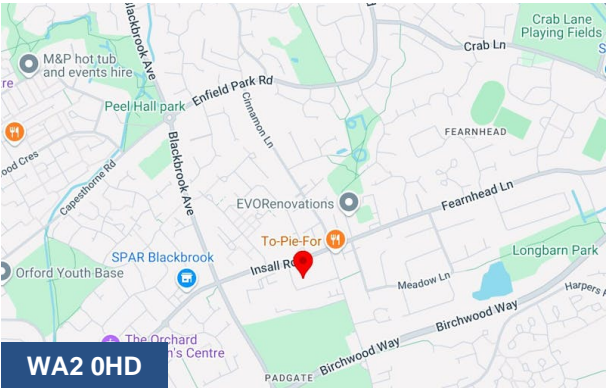 Blackbrook Ave
Crab Lane
Playing Fields
Crab Ln
M&P hot tub
and events hire
Enfield Park Rd
Peel Hall park
Cinnamon Ln
FEARNHEAD
Blackbrook Ave
ood Cres
Capesthorne Rd
EVORenovations
Fearnhead Ln
To-Pie-For
SPAR Blackbrook
Insall Ro
Longbarn Park
Orford Youth Base
Meadow Ln
Harpers
Birchwood Way
The Orchard
n's Centre
Birchwood Way
WA2 0HD
PADGATE